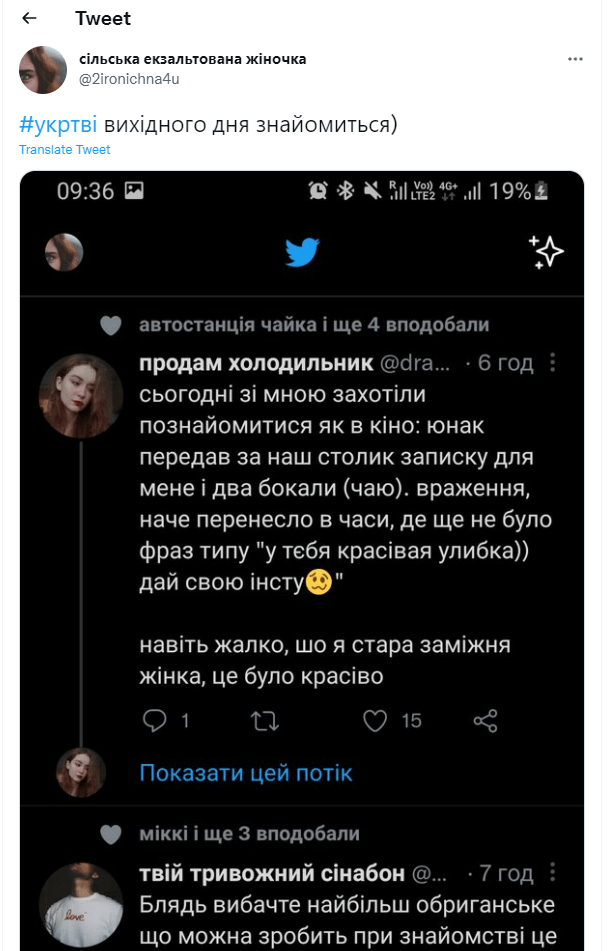 Tweet
сільська екзальтована жіночка
@2ironichna4u
#укртві вихідного дня знайомиться)
Translate Tweet
09:36
R Vo) LTE2 4G+ 19%
автостанція чайка і ще 4 вподобали
продам холодильник @dra... · 6 год
сьогодні зі мною захотіли
познайомитися як в кіно: юнак
передав за наш столик записку для
мене і два бокали (чаю). враження,
наче перенесло в часи, де ще не було
фраз типу "у тєбя красівая улибка))
дай свою інсту🥴"
навіть жалко, шо я стара заміжня
жінка, це було красіво
1 15
Показати цей потік
міккі і ще 3 вподобали
твій тривожний сінабон @... · 7 год
love
Блядь вибачте найбільш обриганське
що можна зробить при знайомстві це